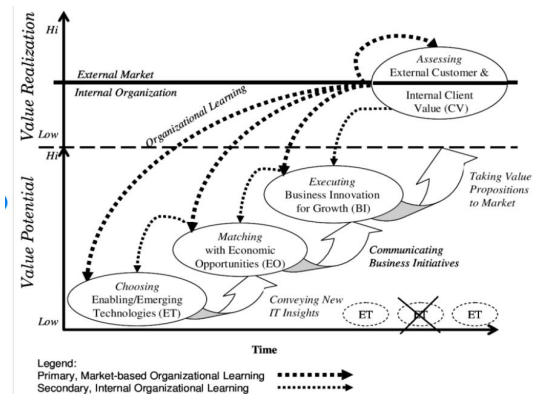 Value Realization
Hi
Low
External Market
Internal Organization
Organizational Learning
Assessing
External Customer &
Internal Client
Value (CV)
Value Potential
Hi
Low
Executing
Business Innovation
for Growth (BI)
Taking Value
Propositions
to Market
Matching
with Economic
Opportunities (EO)
Communicating
Business Initiatives
Choosing
Enabling/Emerging
Technologies (ET)
Conveying New
IT Insights
ET
ET
ET
Time
Legend:
Primary, Market-based Organizational Learning
Secondary, Internal Organizational Learning